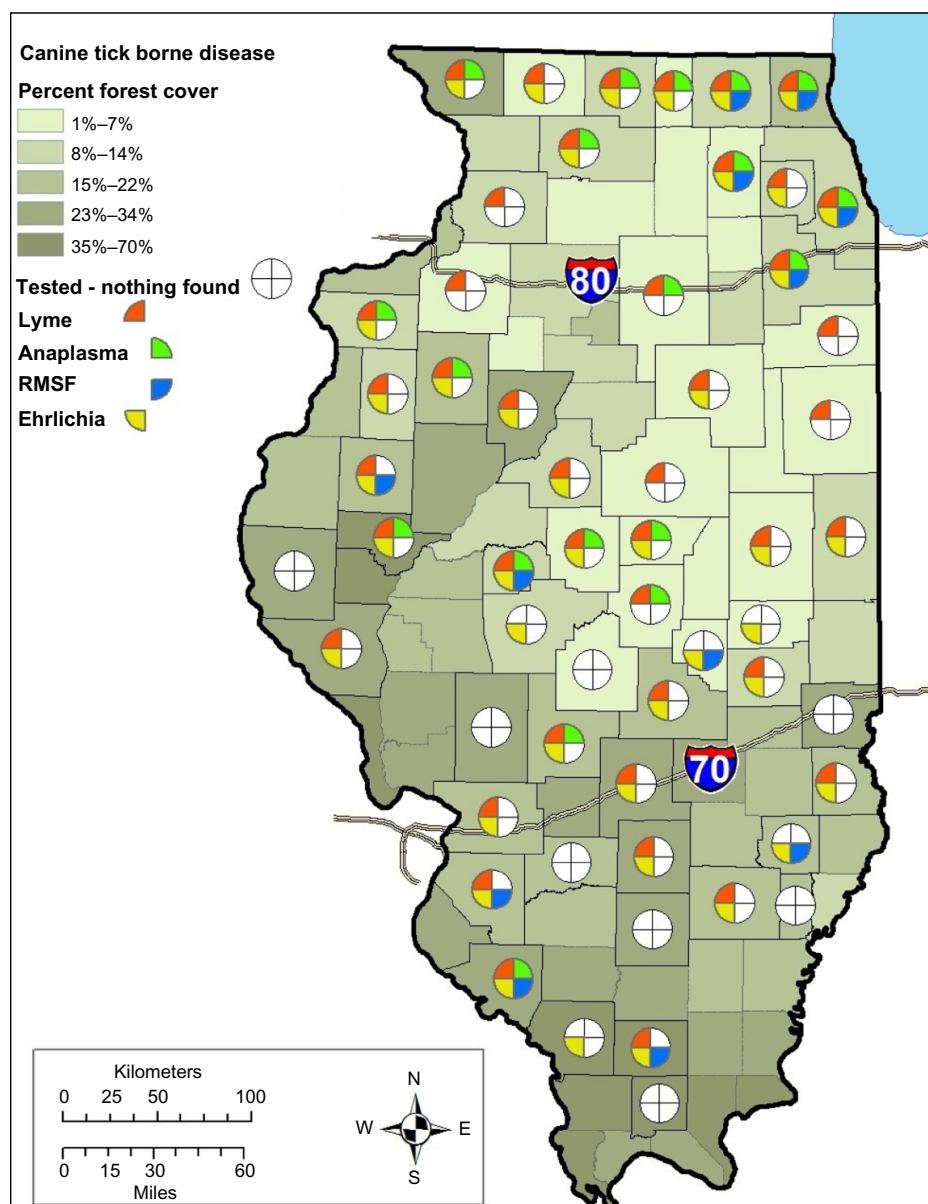 Canine tick borne disease
Percent forest cover
1%–7%
8%–14%
15%–22%
23%–34%
35%–70%
Tested - nothing found
Lyme
Anaplasma
RMSF
Ehrlichia
80
70
Kilometers
0 25 50 100
0 15 30 60
Miles
N
W E
S